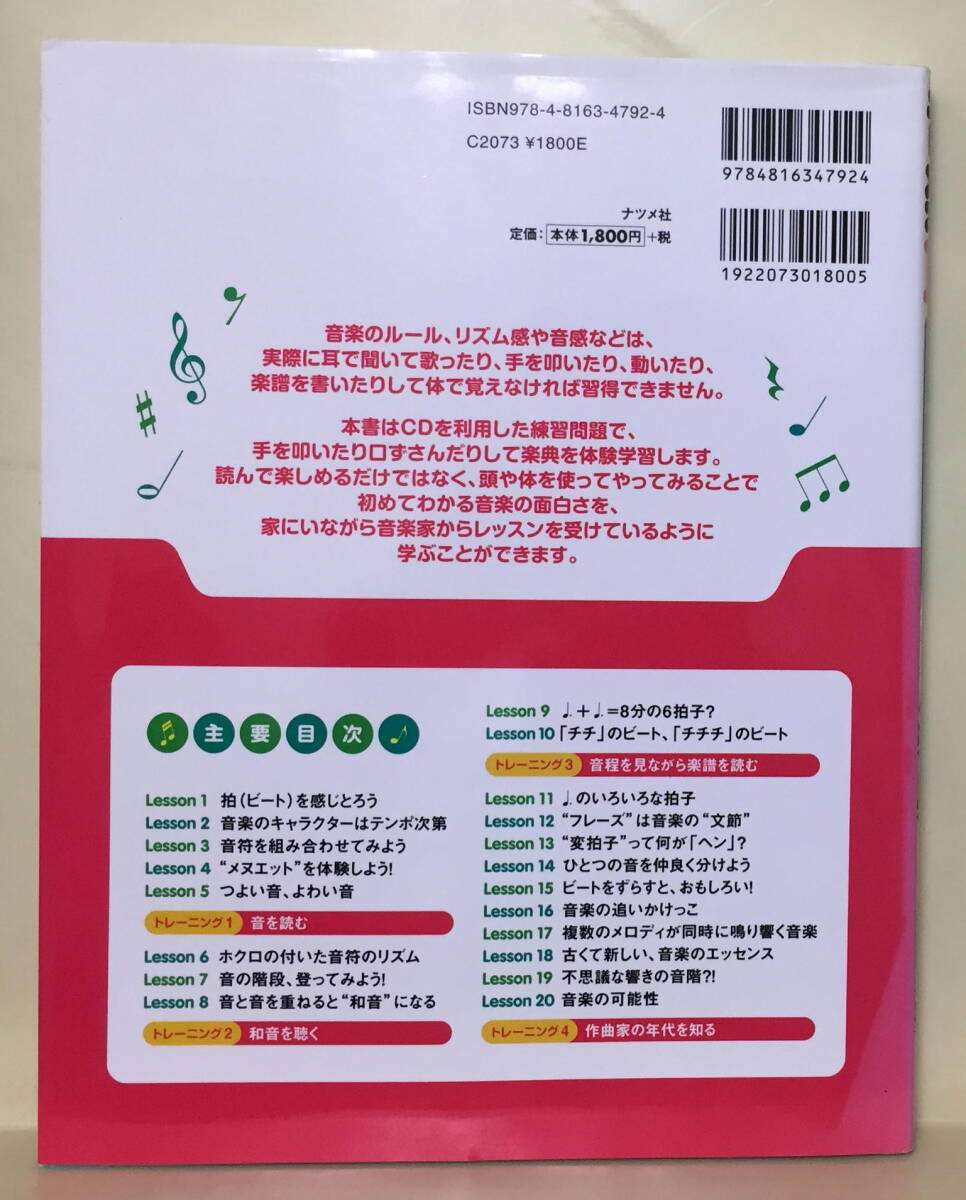 ISBN978-4-8163-4792-4
C2073 ¥1800E
9784816347924
ナツメ社
定価：本体1,800円+税
1922073018005
音楽のルール、リズム感や音感などは、
実際に耳で聞いて歌ったり、手を叩いたり、動いたり、
楽譜を書いたりして体で覚えなければ習得できません。
本書はCDを利用した練習問題で、
手を叩いたり口ずさんだりして楽典を体験学習します。
読んで楽しめるだけではなく、頭や体を使ってやってみることで
初めてわかる音楽の面白さを、
家にいながら音楽家からレッスンを受けているように
学ぶことができます。
主要目次
Lesson 1 拍（ビート）を感じとろう
Lesson 2 音楽のキャラクターはテンポ次第
Lesson 3 音符を組み合わせてみよう
Lesson 4 “メヌエット”を体験しよう！
Lesson 5 つよい音、よわい音
トレーニング1 音を読む
Lesson 6 ホクロの付いた音符のリズム
Lesson 7 音の階段、登ってみよう！
Lesson 8 音と音を重ねると“和音”になる
トレーニング2 和音を聴く
Lesson 9 ♩.＋♩.＝8分の6拍子？
Lesson 10 「チチ」のビート、「チチチ」のビート
トレーニング3 音程を見ながら楽譜を読む
Lesson 11 ♩.のいろいろな拍子
Lesson 12 “フレーズ”は音楽の“文節”
Lesson 13 “変拍子”って何が「ヘン」？
Lesson 14 ひとつの音を仲良く分けよう
Lesson 15 ビートをずらすと、おもしろい！
Lesson 16 音楽の追いかけっこ
Lesson 17 複数のメロディが同時に鳴り響く音楽
Lesson 18 古くて新しい、音楽のエッセンス
Lesson 19 不思議な響きの音階?!
Lesson 20 音楽の可能性
トレーニング4 作曲家の年代を知る